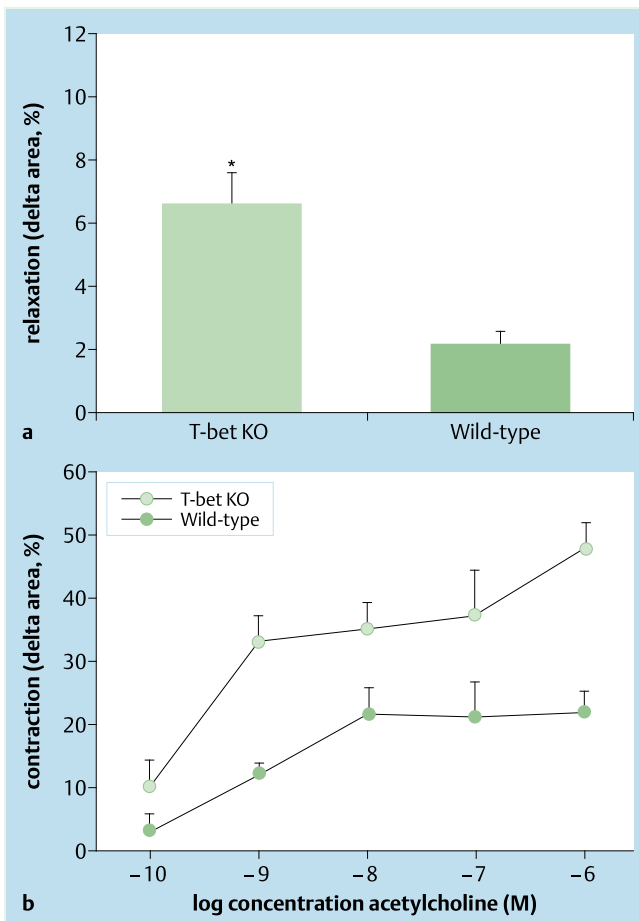 12
10
8
6
4
2
0
relaxation (delta area, %)
*
a
T-bet KO
Wild-type
60
50
40
30
20
10
0
contraction (delta area, %)
T-bet KO
Wild-type
−10
−9
−8
−7
−6
b
log concentration acetylcholine (M)